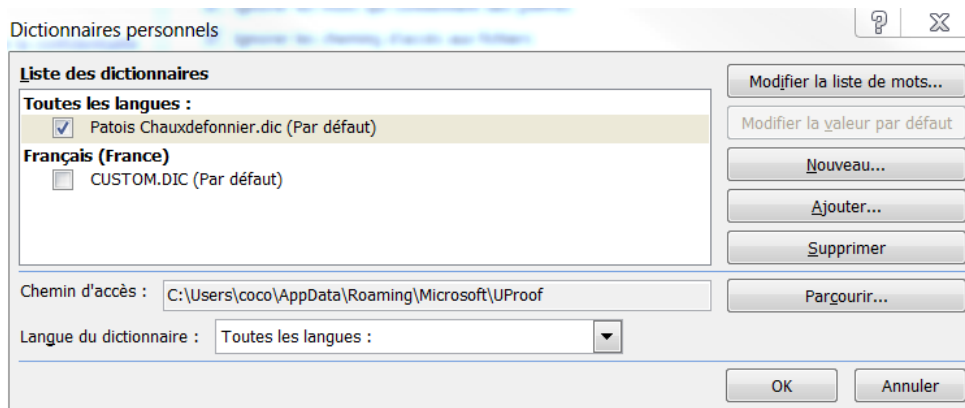 Dictionnaires personnels
Liste des dictionnaires
Toutes les langues :
Patois Chauxdefonnier.dic (Par défaut)
Français (France)
CUSTOM.DIC (Par défaut)
Modifier la liste de mots...
Modifier la valeur par défaut
Nouveau...
Ajouter...
Supprimer
Chemin d'accès : C:\Users\coco\AppData\Roaming\Microsoft\UProof
Parcourir...
Langue du dictionnaire : Toutes les langues :
OK Annuler